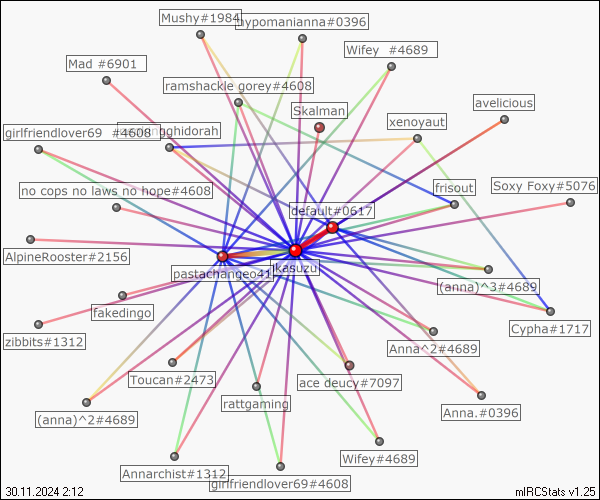 Mushy#1984
hypomanianna#0396
Wifey #4689
Mad #6901
ramshackle gorey#4608
avelicious
Skalman
xenoyaut
girlfriendlover69 #4608
gghidorah
Soxy Foxy#5076
frisout
no cops no laws no hope#4608
default#0617
AlpineRooster#2156
pastachangeo41
ikasuzu
(anna)^3#4689
fakedingo
zibbits#1312
Cypha#1717
Anna^2#4689
Toucan#2473
ace deucy#7097
rattgaming
Anna.#0396
(anna)^2#4689
Wifey#4689
Annarchist#1312
girlfriendlover69#4608
30.11.2024 2:12
mIRCStats v1.25